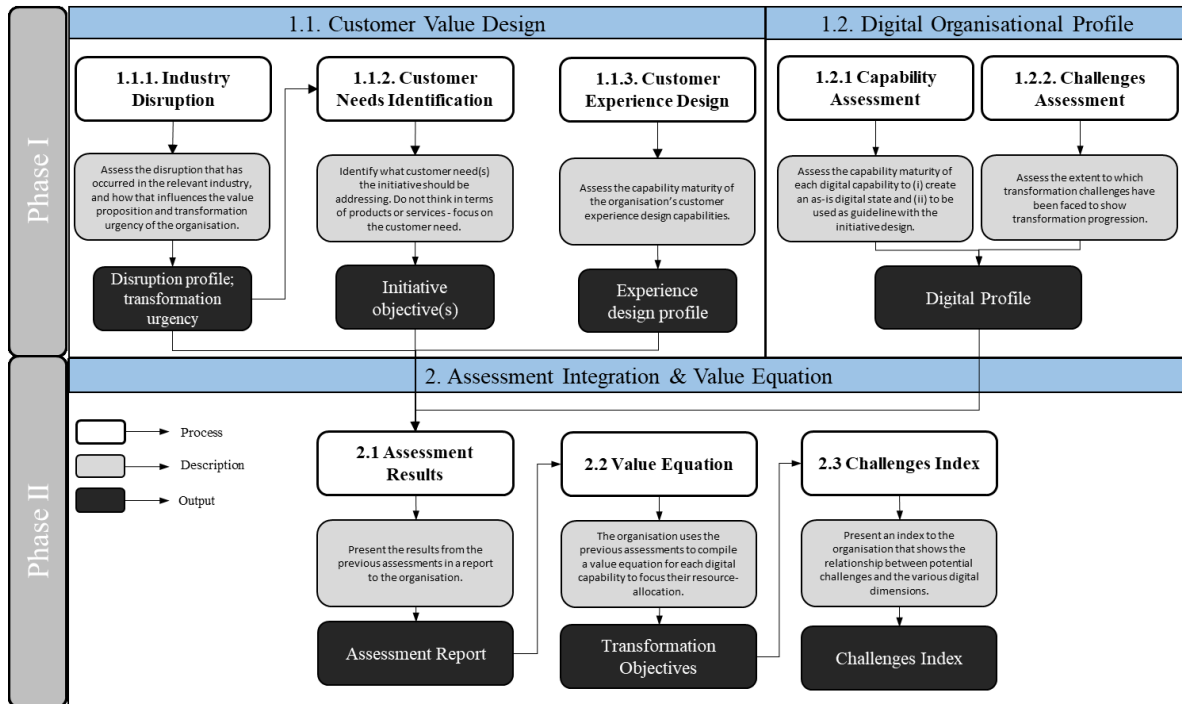 Phase I
1.1. Customer Value Design
1.2. Digital Organisational Profile
1.1.1. Industry
Disruption
1.1.2. Customer
Needs Identification
1.1.3. Customer
Experience Design
1.2.1 Capability
Assessment
1.2.2. Challenges
Assessment
Assess the disruption that has
occurred in the relevant industry,
and how that influences the value
proposition and transformation
urgency of the organisation.
Identify what customer need(s)
the initiative should be
addressing. Do not think in terms
of products or services - focus on
the customer need.
Assess the capability maturity of
the organisation's customer
experience design capabilities.
Assess the capability maturity of
each digital capability to (i) create
an as-is digital state and (ii) to be
used as guideline with the
initiative design.
Assess the extent to which
transformation challenges have
been faced to show
transformation progression.
Disruption profile;
transformation
urgency
Initiative
objective(s)
Experience
design profile
Digital Profile
Phase II
2. Assessment Integration & Value Equation
Process
Description
Output
2.1 Assessment
Results
2.2 Value Equation
2.3 Challenges Index
Present the results from the
previous assessments in a report
to the organisation.
The organisation uses the
previous assessments to compile
a value equation for each digital
capability to focus their resource-
allocation.
Present an index to the
organisation that shows the
relationship between potential
challenges and the various digital
dimensions.
Assessment Report
Transformation
Objectives
Challenges Index